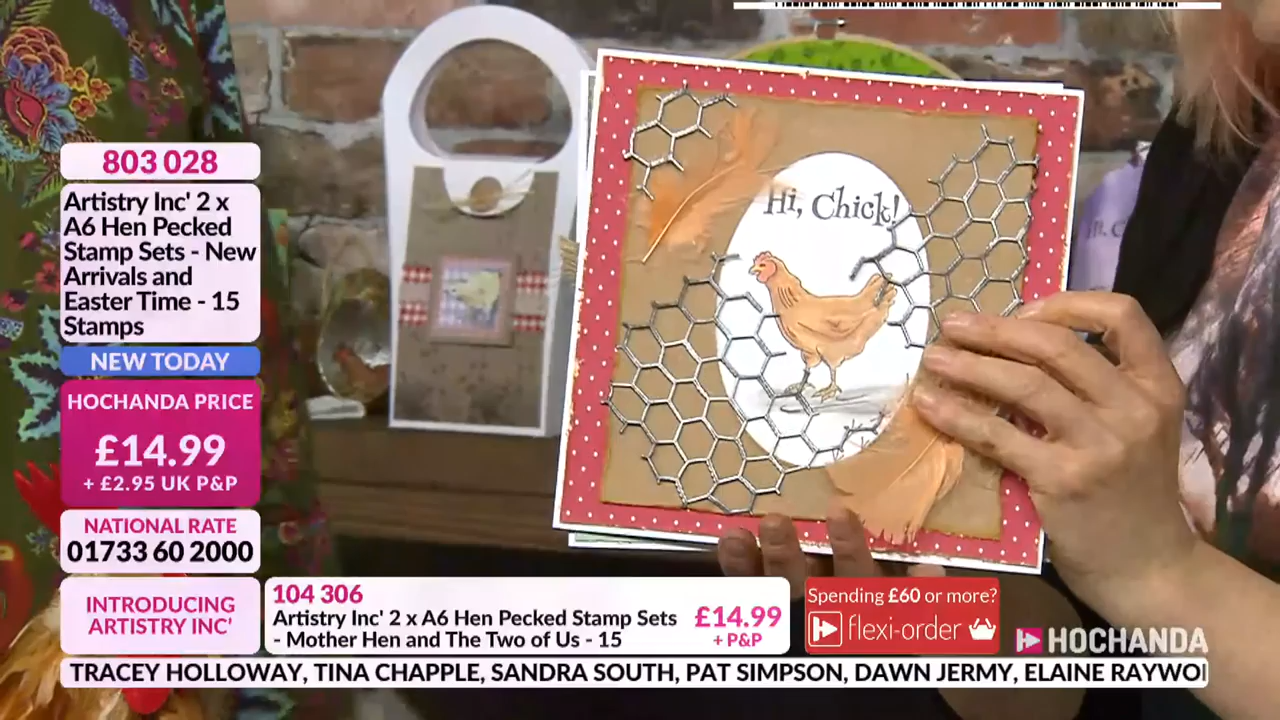 803 028
Artistry Inc' 2 x
A6 Hen Pecked
Stamp Sets - New
Arrivals and
Easter Time - 15
Stamps
NEW TODAY
HOCHANDA PRICE
£14.99
+ £2.95 UK P&P
NATIONAL RATE
01733 60 2000
INTRODUCING
ARTISTRY INC'
Hi, Chick!
104 306
Artistry Inc' 2 x A6 Hen Pecked Stamp Sets
- Mother Hen and The Two of Us - 15
£14.99
+ P&P
Spending £60 or more?
flexi-order
HOCHANDA
TRACEY HOLLOWAY, TINA CHAPPLE, SANDRA SOUTH, PAT SIMPSON, DAWN JERMY, ELAINE